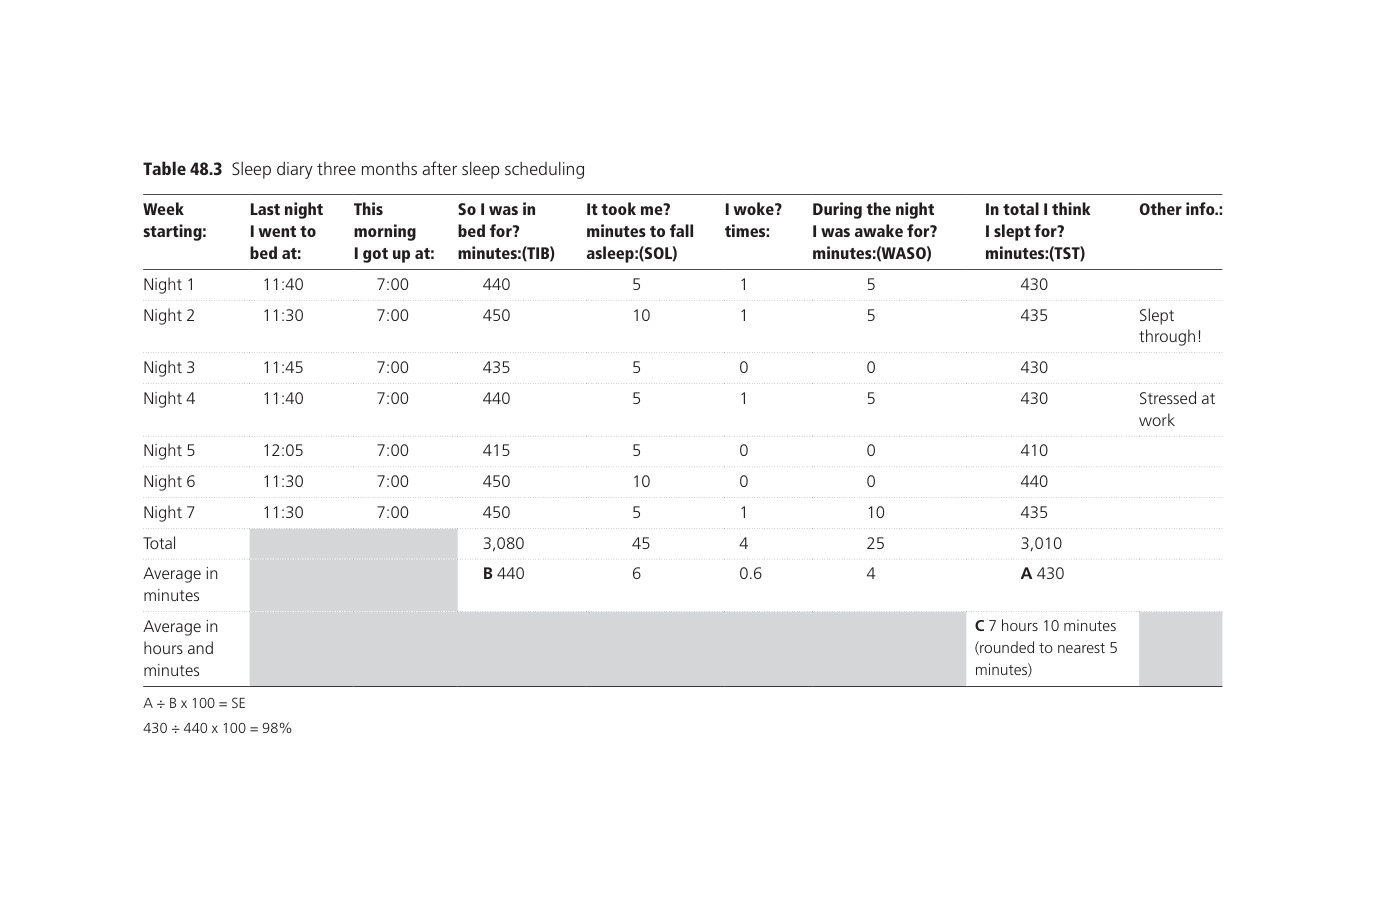 Table 48.3 Sleep diary three months after sleep scheduling
Week starting: Last night I went to bed at: This morning I got up at: So I was in bed for? minutes:(TIB) It took me? minutes to fall asleep:(SOL) I woke? times: During the night I was awake for? minutes:(WASO) In total I think I slept for? minutes:(TST) Other info.:
Night 1 11:40 7:00 440 5 1 5 430
Night 2 11:30 7:00 450 10 1 5 435 Slept through!
Night 3 11:45 7:00 435 5 0 0 430
Night 4 11:40 7:00 440 5 1 5 430 Stressed at work
Night 5 12:05 7:00 415 5 0 0 410
Night 6 11:30 7:00 450 10 0 0 440
Night 7 11:30 7:00 450 5 1 10 435
Total 3,080 45 4 25 3,010
Average in minutes B 440 6 0.6 4 A 430
Average in hours and minutes C 7 hours 10 minutes (rounded to nearest 5 minutes)
A ÷ B x 100 = SE
430 ÷ 440 x 100 = 98%